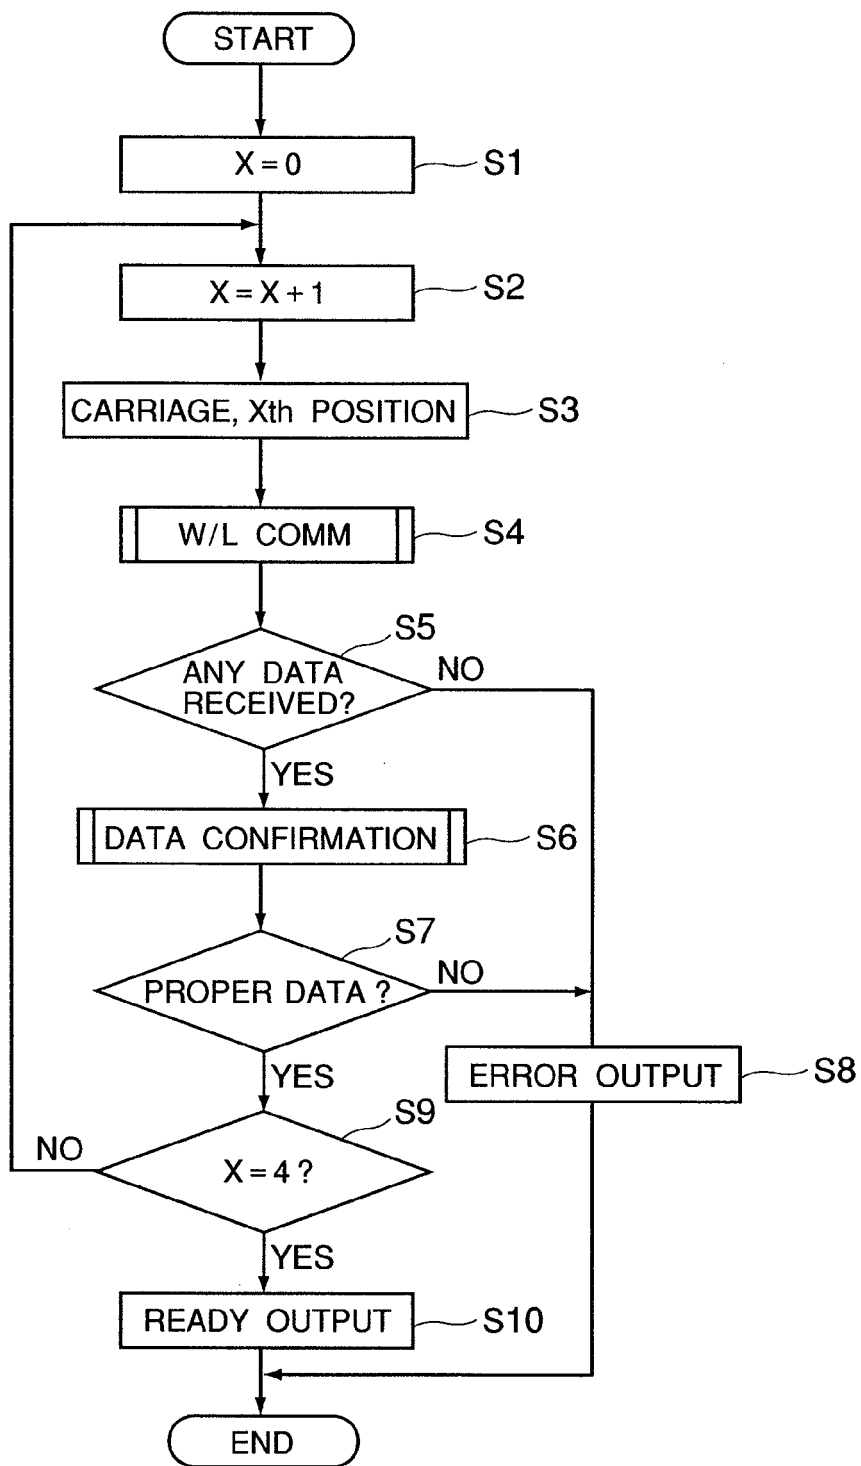 START
X = 0
S1
X = X + 1
S2
CARRIAGE, Xth POSITION
S3
W/L COMM
S4
S5
ANY DATA
RECEIVED?
NO
YES
DATA CONFIRMATION
S6
S7
PROPER DATA ?
NO
YES
ERROR OUTPUT
S8
S9
X = 4 ?
NO
YES
READY OUTPUT
S10
END